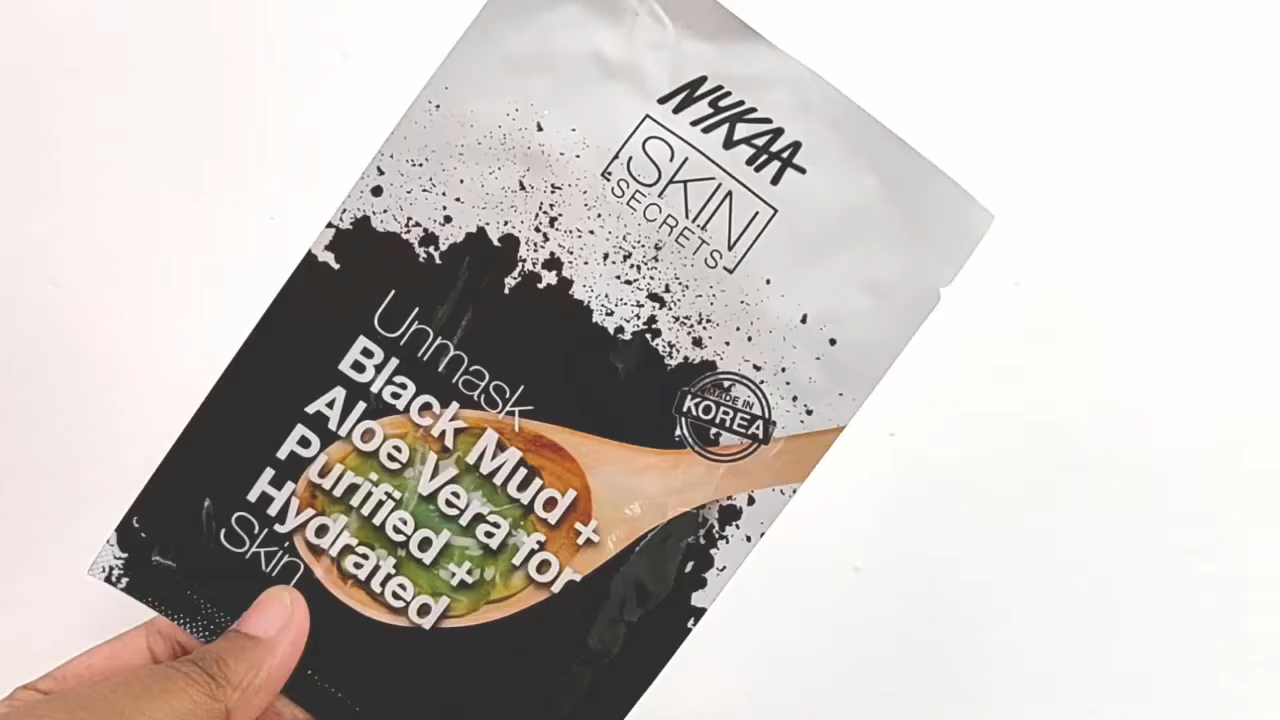 NYKAA
SKIN
SECRETS
Unmask
Black Mud +
Aloe Vera for
Purified +
Hydrated
Skin
MADE IN
KOREA